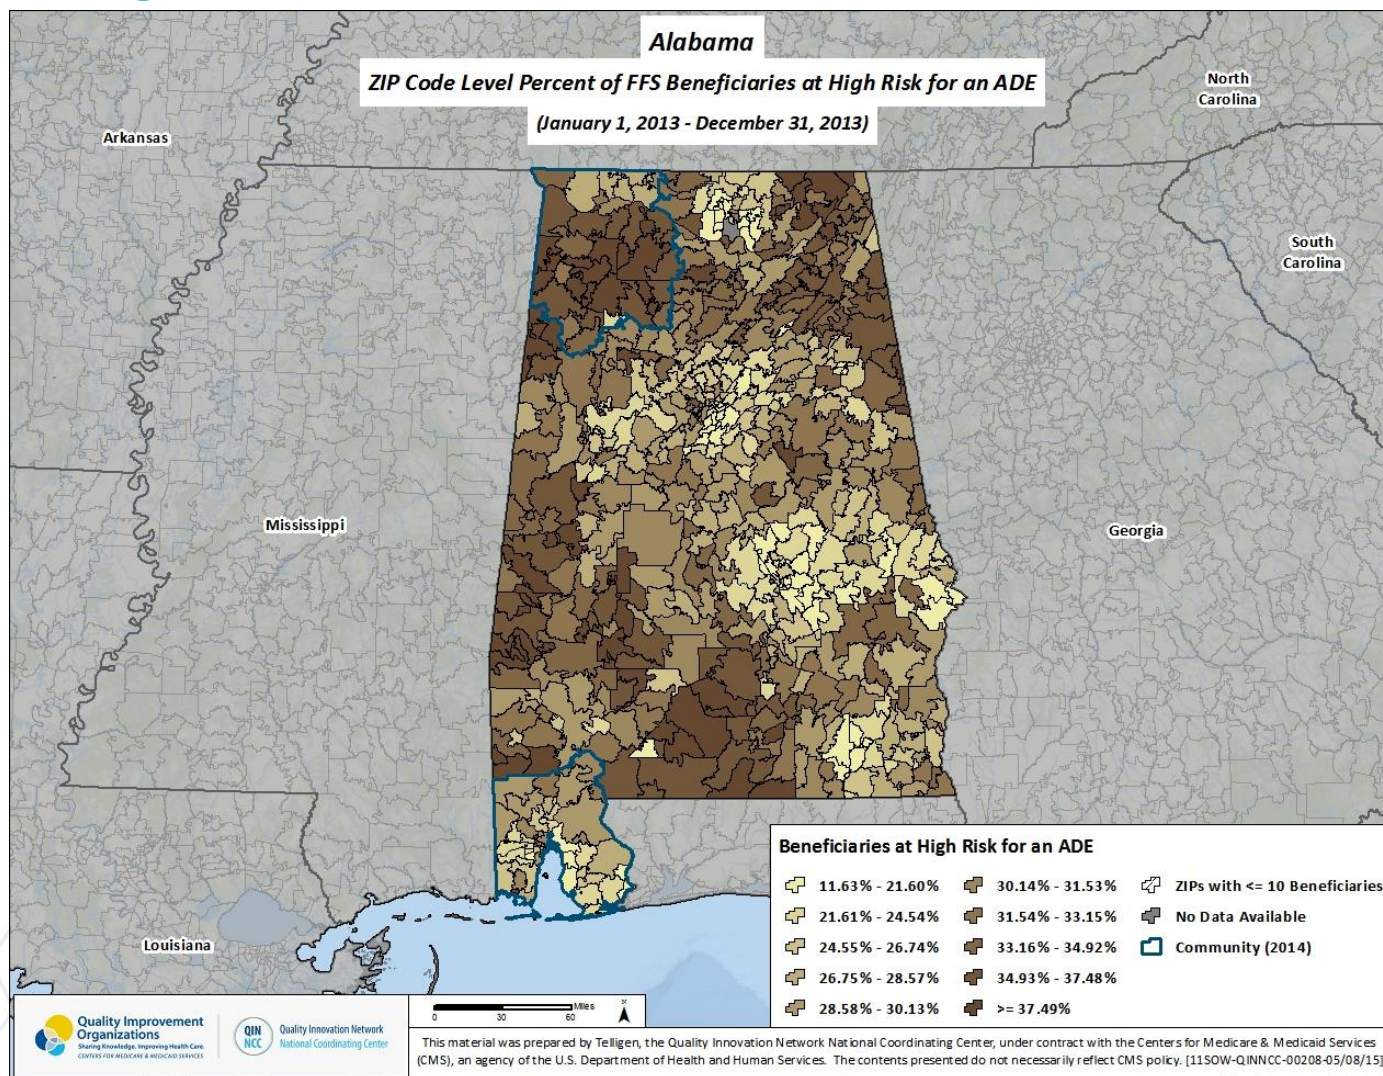 Alabama
ZIP Code Level Percent of FFS Beneficiaries at High Risk for an ADE
(January 1, 2013 - December 31, 2013)
North
Carolina
Arkansas
South
Carolina
Mississippi
Georgia
Louisiana
Beneficiaries at High Risk for an ADE
11.63% - 21.60%
21.61% - 24.54%
24.55% - 26.74%
26.75% - 28.57%
28.58% - 30.13%
30.14% - 31.53%
31.54% - 33.15%
33.16% - 34.92%
34.93% - 37.48%
>= 37.49%
ZIPs with <= 10 Beneficiaries
No Data Available
Community (2014)
Quality Improvement
Organizations
Sharing Knowledge. Improving Health Care.
CENTERS FOR MEDICARE & MEDICAID SERVICES
QIN
NCC
Quality Innovation Network
National Coordinating Center
Miles
0 30 60
N
This material was prepared by Telligen, the Quality Innovation Network National Coordinating Center, under contract with the Centers for Medicare & Medicaid Services
(CMS), an agency of the U.S. Department of Health and Human Services. The contents presented do not necessarily reflect CMS policy. [11SOW-QINNCC-00208-05/08/15]